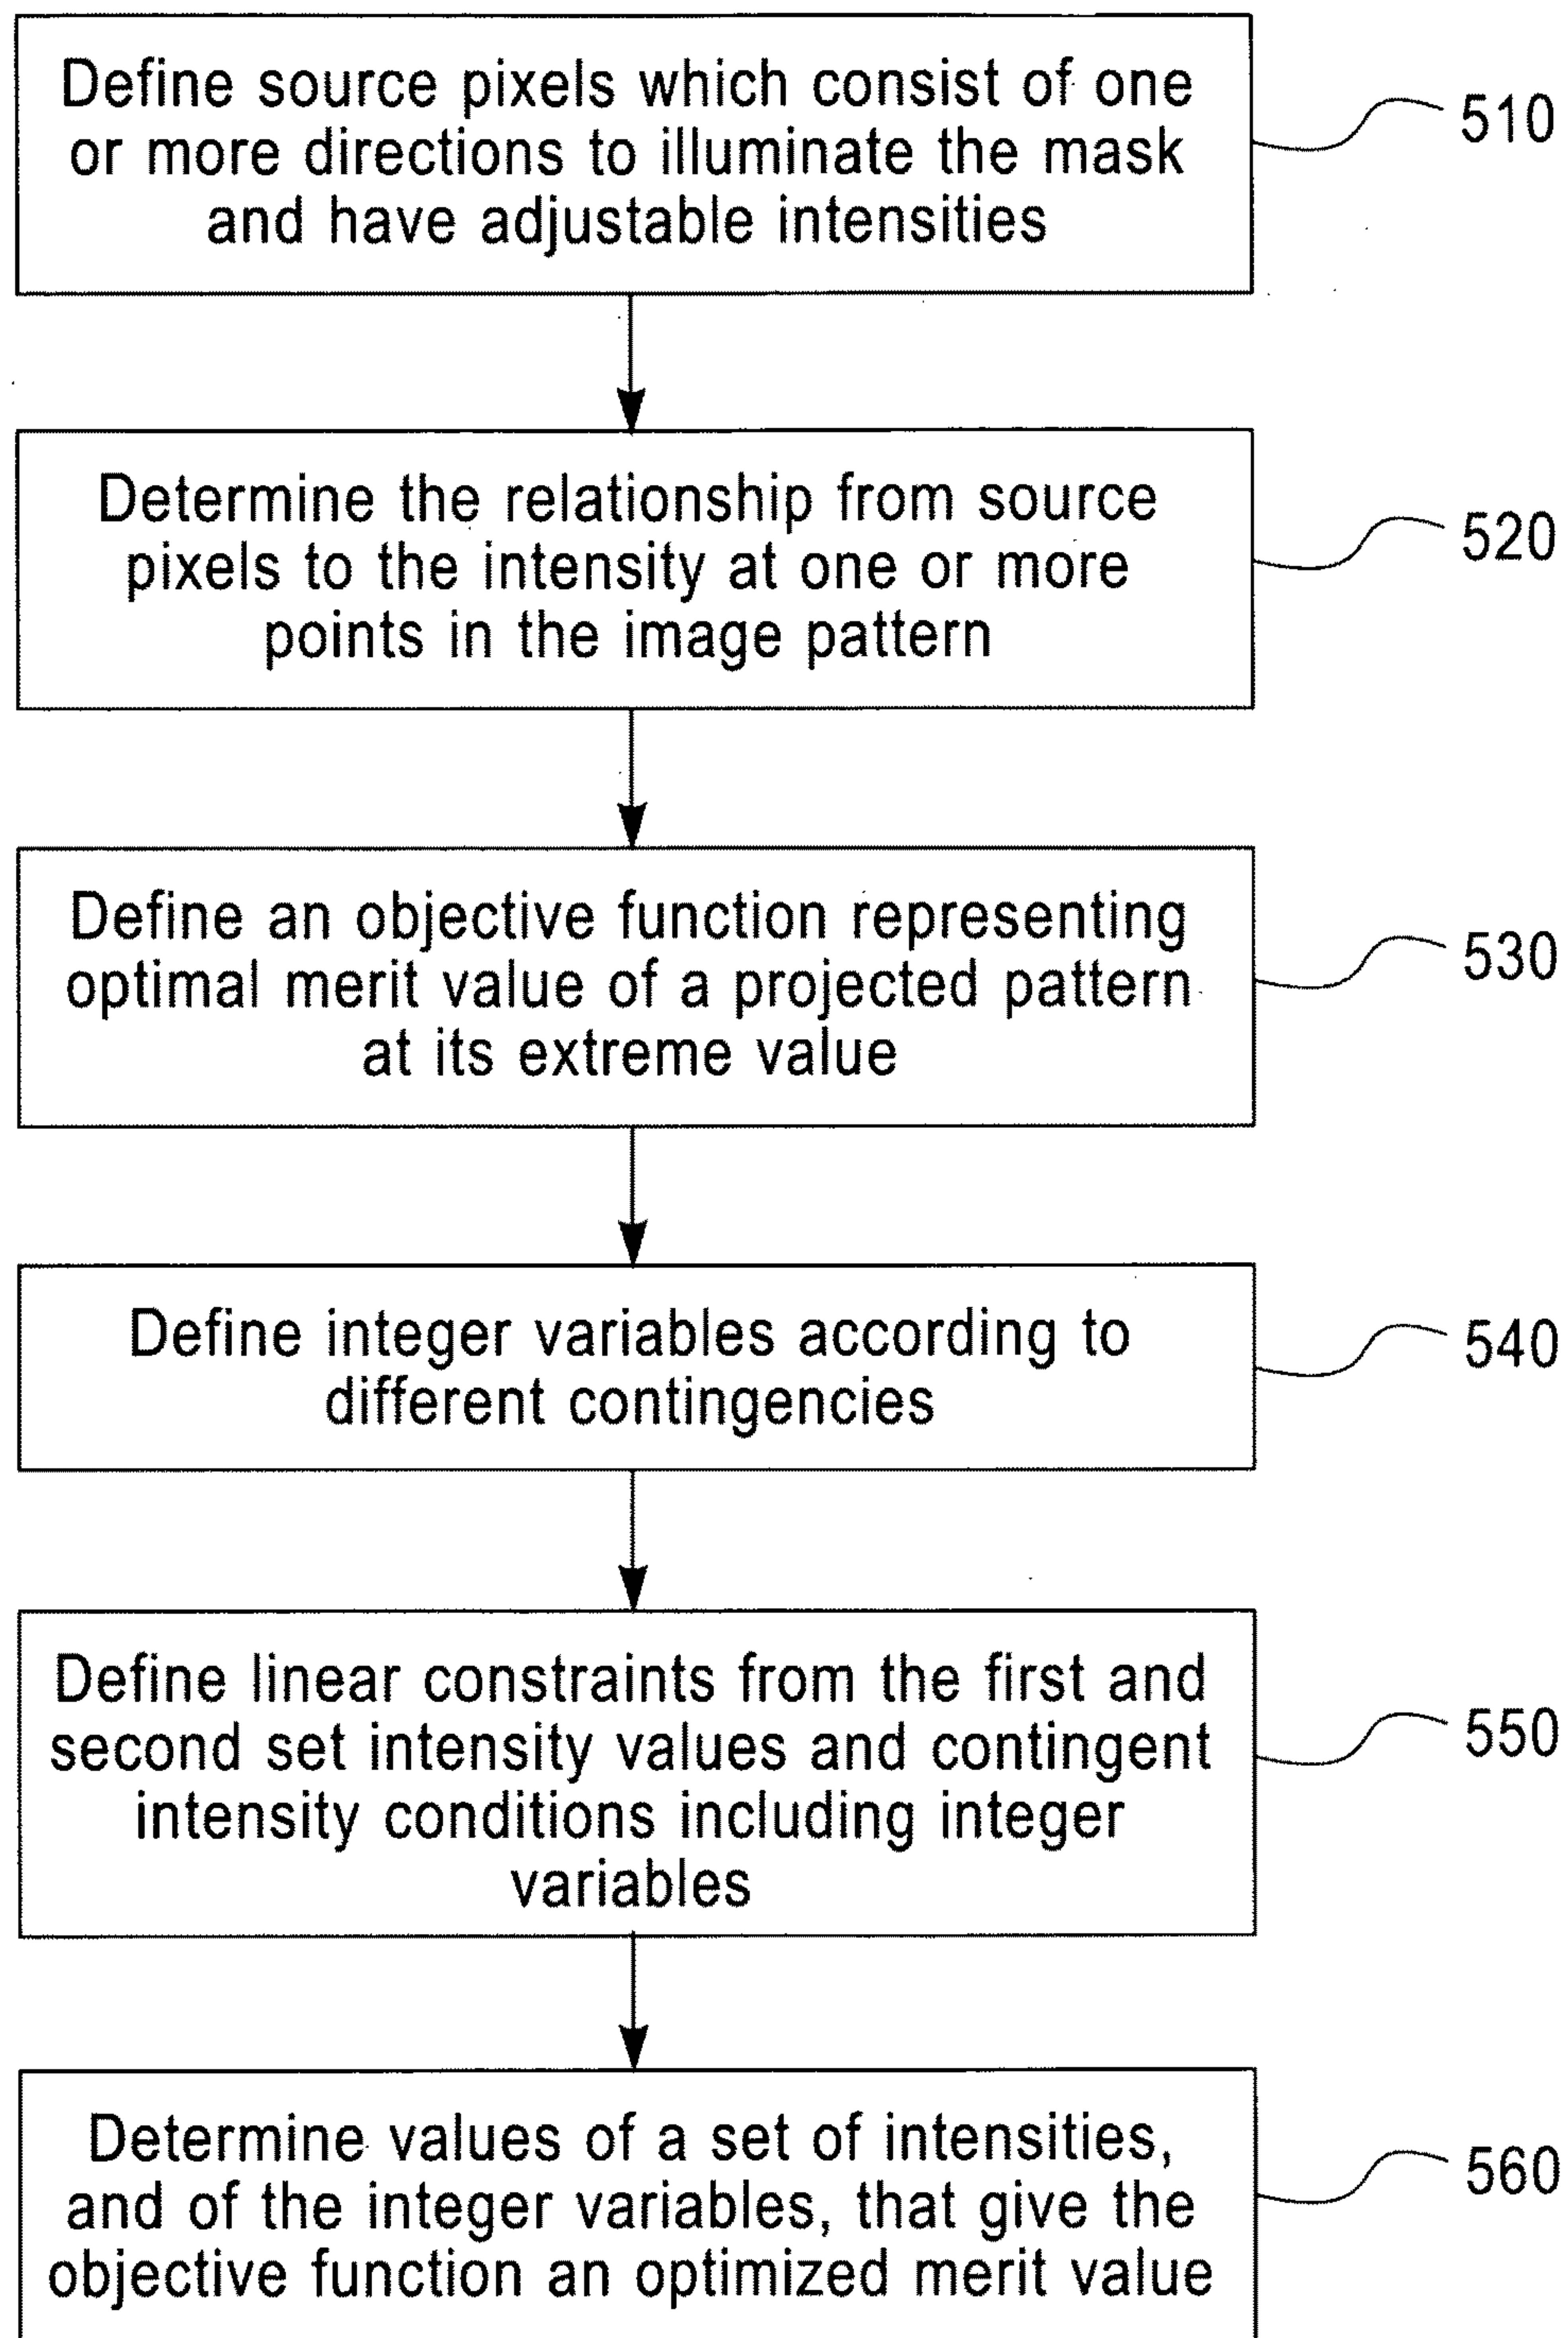 Define source pixels which consist of one
or more directions to illuminate the mask
and have adjustable intensities
510
Determine the relationship from source
pixels to the intensity at one or more
points in the image pattern
520
Define an objective function representing
optimal merit value of a projected pattern
at its extreme value
530
Define integer variables according to
different contingencies
540
Define linear constraints from the first and
second set intensity values and contingent
intensity conditions including integer
variables
550
Determine values of a set of intensities,
and of the integer variables, that give the
objective function an optimized merit value
560